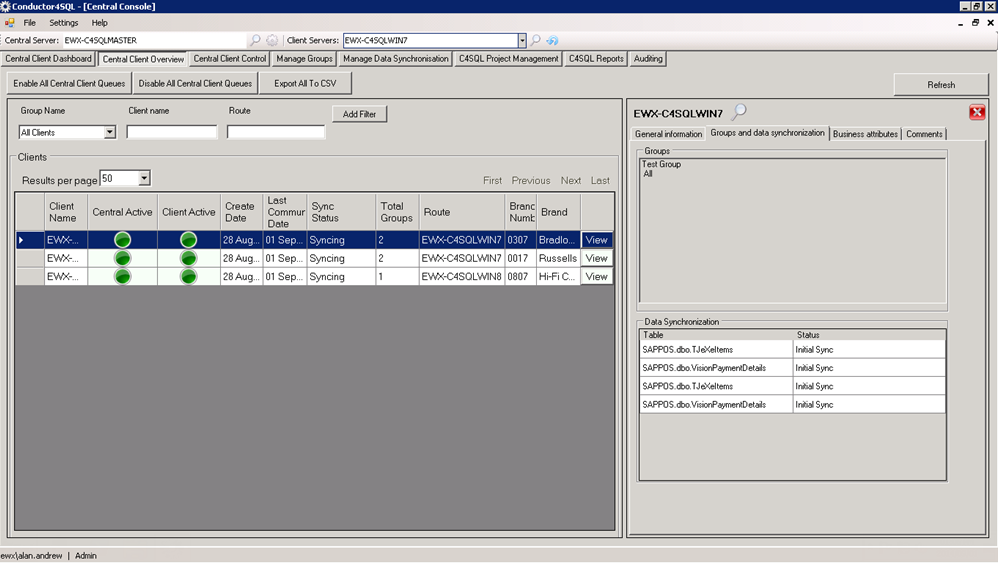 Conductor4SQL - [Central Console]
File Settings Help
Central Server: EWX-C4SQLMASTER Client Servers: EWX-C4SQLWIN7
Central Client Dashboard Central Client Overview Central Client Control Manage Groups Manage Data Synchronisation C4SQL Project Management C4SQL Reports Auditing
Enable All Central Client Queues Disable All Central Client Queues Export All To CSV Refresh
Group Name Client name Route
All Clients Add Filter
Clients
Results per page 50 First Previous Next Last
Client Name Central Active Client Active Create Date Last Commur Date Sync Status Total Groups Route Branc Numb Brand
EWX-... 28 Aug... 01 Sep... Syncing 2 EWX-C4SQLWIN7 0307 Bradlo... View
EWX-... 28 Aug... 01 Sep... Syncing 2 EWX-C4SQLWIN7 0017 Russells View
EWX-... 28 Aug... 01 Sep... Syncing 1 EWX-C4SQLWIN8 0807 Hi-Fi C... View
EWX-C4SQLWIN7
General information Groups and data synchronization Business attributes Comments
Groups
Test Group
All
Data Synchronization
Table Status
SAPPOS.dbo.TJeXeItems Initial Sync
SAPPOS.dbo.VisionPaymentDetails Initial Sync
SAPPOS.dbo.TJeXeItems Initial Sync
SAPPOS.dbo.VisionPaymentDetails Initial Sync
ewx\alan.andrew | Admin